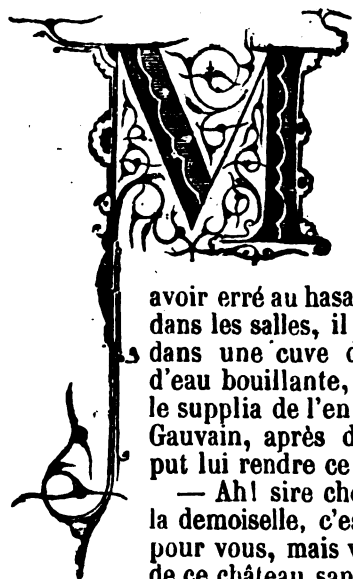 M
avoir erré au hasa
dans les salles, il
dans une cuve d
d'eau bouillante,
le supplia de l'en
Gauvain, après d
put lui rendre ce
— Ah! sire che
la demoiselle, c'es
pour vous, mais v
de ce château san